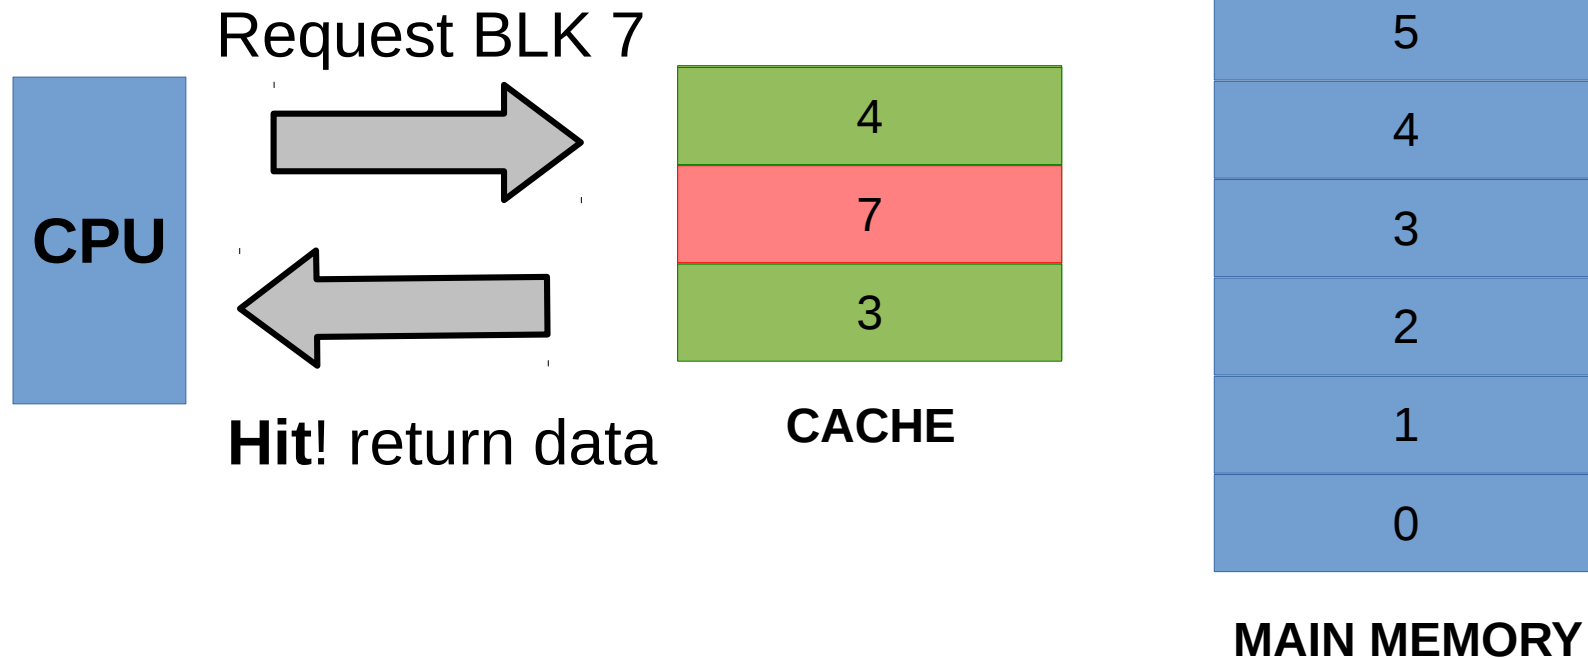 Request BLK 7
CPU
4
7
3
CACHE
Hit! return data
5
4
3
2
1
0
MAIN MEMORY